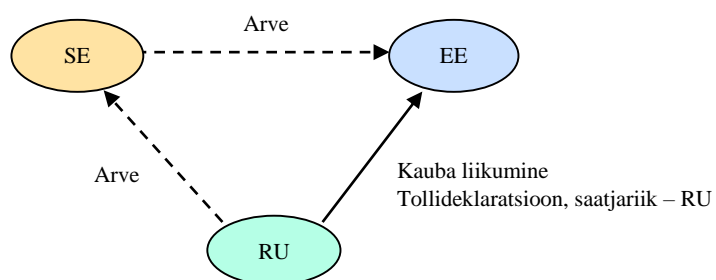 Arve
SE
EE
Arve
Kauba liikumine
Tollideklaratsioon, saatjariik – RU
RU